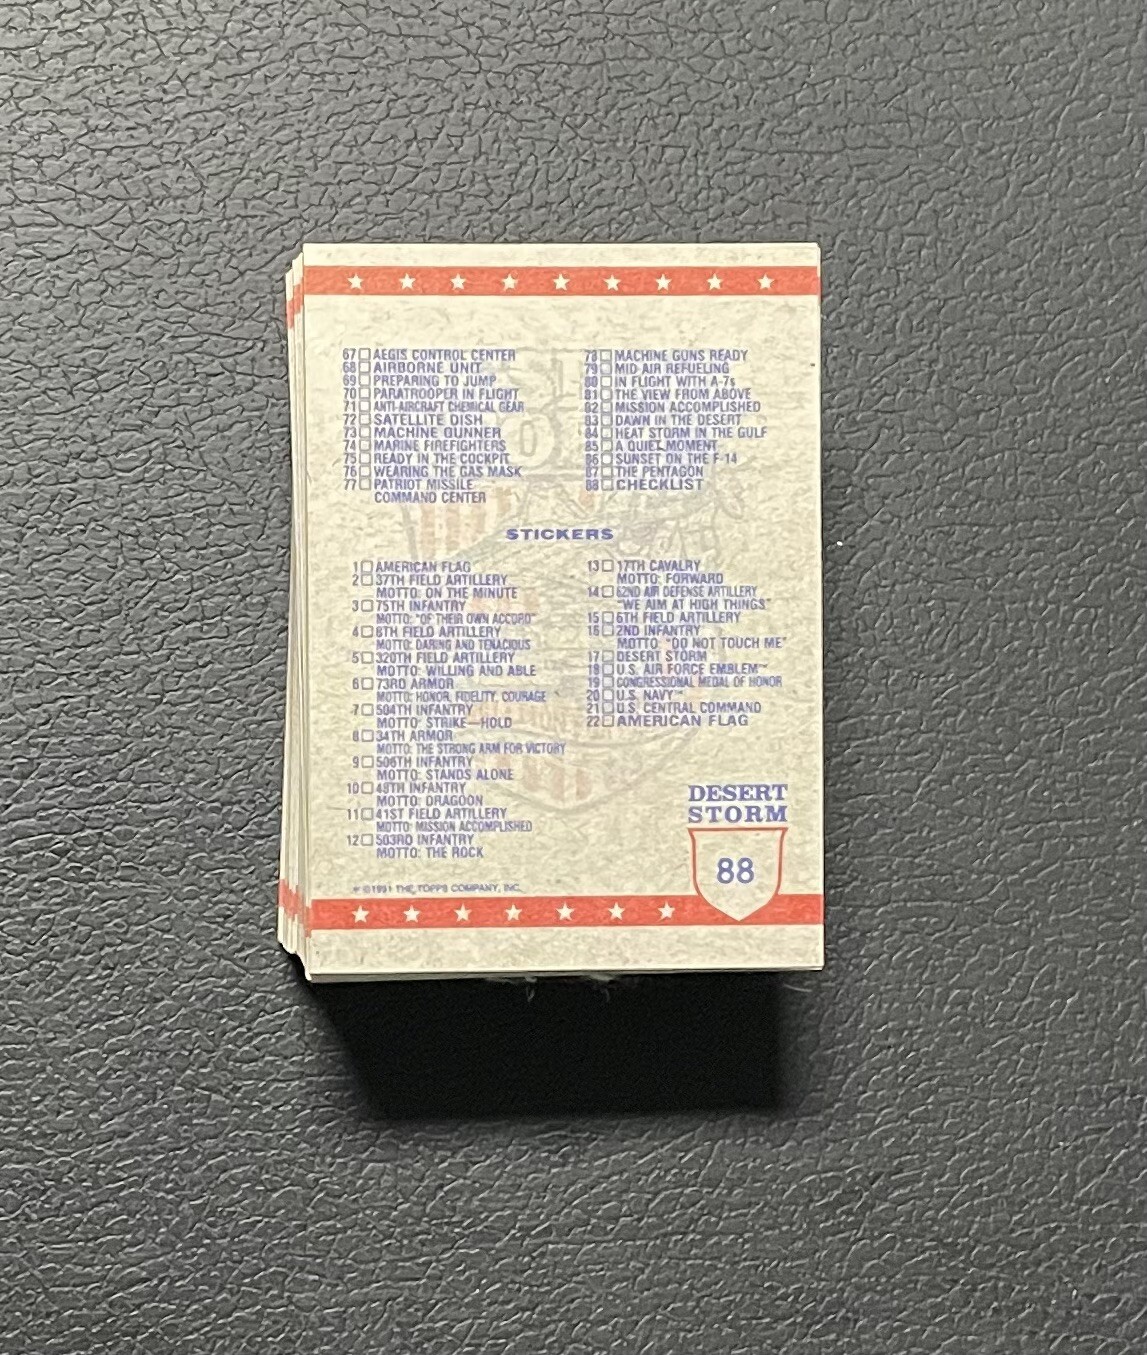 67 AEGIS CONTROL CENTER
68 AIRBORNE UNIT
69 PREPARING TO JUMP
70 PARATROOPER IN FLIGHT
71 ANTI-AIRCRAFT CHEMICAL GEAR
72 SATELLITE DISH
73 MACHINE GUNNER
74 MARINE FIREFIGHTERS
75 READY IN THE COCKPIT
76 WEARING THE GAS MASK
77 PATRIOT MISSILE
COMMAND CENTER
78 MACHINE GUNS READY
79 MID-AIR REFUELING
80 IN FLIGHT WITH A-7s
81 THE VIEW FROM ABOVE
82 MISSION ACCOMPLISHED
83 DAWN IN THE DESERT
84 HEAT STORM IN THE GULF
85 A QUIET MOMENT
86 SUNSET ON THE F-14
87 THE PENTAGON
88 CHECKLIST
STICKERS
1 AMERICAN FLAG
2 37TH FIELD ARTILLERY
MOTTO: ON THE MINUTE
3 75TH INFANTRY
MOTTO: "OF THEIR OWN ACCORD"
4 8TH FIELD ARTILLERY
MOTTO: DARING AND TENACIOUS
5 320TH FIELD ARTILLERY
MOTTO: WILLING AND ABLE
6 73RD ARMOR
MOTTO: HONOR, FIDELITY, COURAGE
7 504TH INFANTRY
MOTTO: STRIKE—HOLD
8 34TH ARMOR
MOTTO: THE STRONG ARM FOR VICTORY
9 506TH INFANTRY
MOTTO: STANDS ALONE
10 48TH INFANTRY
MOTTO: DRAGOON
11 41ST FIELD ARTILLERY
MOTTO: MISSION ACCOMPLISHED
12 503RD INFANTRY
MOTTO: THE ROCK
13 17TH CAVALRY
MOTTO: FORWARD
14 62ND AIR DEFENSE ARTILLERY
"WE AIM AT HIGH THINGS"
15 6TH FIELD ARTILLERY
16 2ND INFANTRY
MOTTO: "DO NOT TOUCH ME"
17 DESERT STORM
18 U.S. AIR FORCE EMBLEM™
19 CONGRESSIONAL MEDAL OF HONOR
20 U.S. NAVY™
21 U.S. CENTRAL COMMAND
22 AMERICAN FLAG
DESERT
STORM
88
* © 1991 THE TOPPS COMPANY, INC.